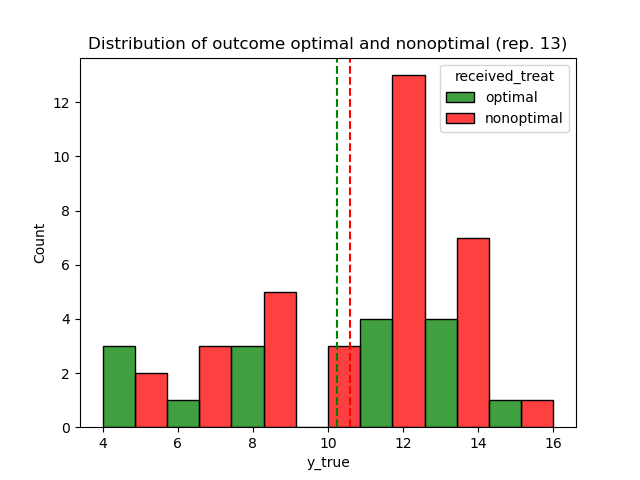 Distribution of outcome optimal and nonoptimal (rep. 13)
received_treat
optimal
nonoptimal
Count
12
10
8
6
4
2
0
4 6 8 10 12 14 16
y_true